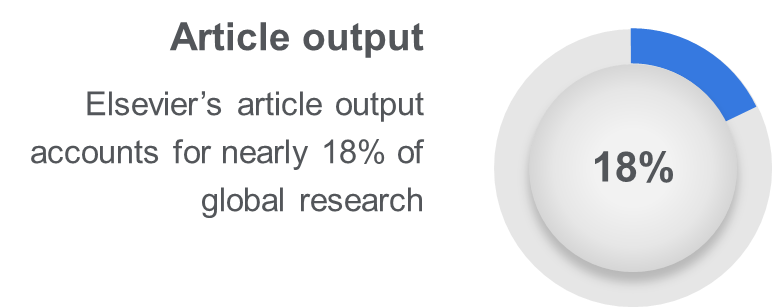 Article output
Elsevier’s article output
accounts for nearly 18% of
global research
18%